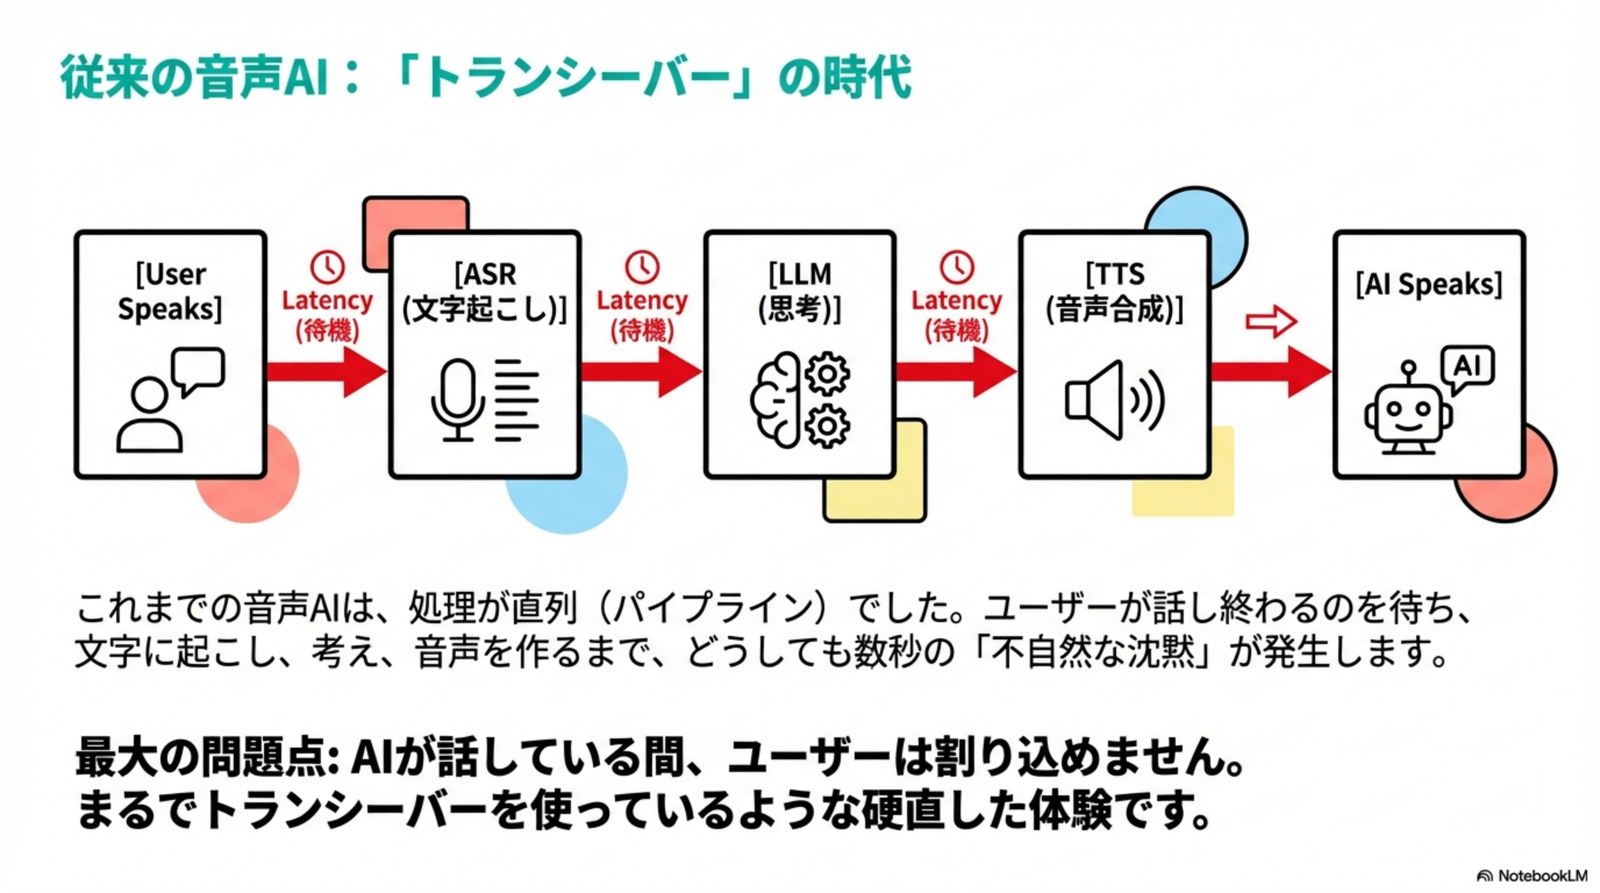 従来の音声AI：「トランシーバー」の時代
[User
Speaks]
Latency
(待機)
[ASR
(文字起こし)]
Latency
(待機)
[LLM
(思考)]
Latency
(待機)
[TTS
(音声合成)]
[AI Speaks]
AI
これまでの音声AIは、処理が直列（パイプライン）でした。ユーザーが話し終わるのを待ち、
文字に起こし、考え、音声を作るまで、どうしても数秒の「不自然な沈黙」が発生します。
最大の問題点: AIが話している間、ユーザーは割り込めません。
まるでトランシーバーを使っているような硬直した体験です。
NotebookLM